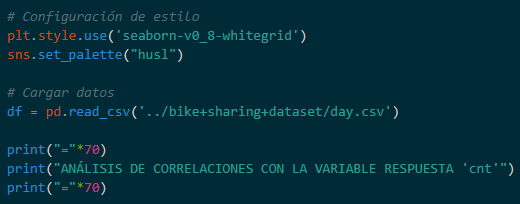 # Configuración de estilo
plt.style.use('seaborn-v0_8-whitegrid')
sns.set_palette("husl")
# Cargar datos
df = pd.read_csv('../bike+sharing+dataset/day.csv')
print("="*70)
print("ANÁLISIS DE CORRELACIONES CON LA VARIABLE RESPUESTA 'cnt'")
print("="*70)